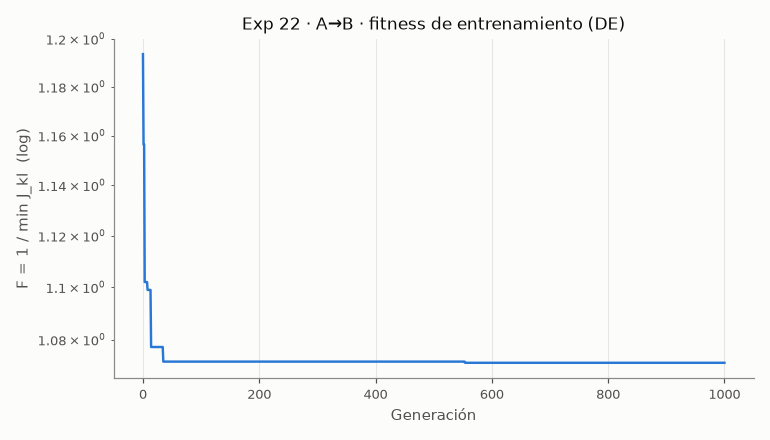 Exp 22 · A→B · fitness de entrenamiento (DE)
F = 1 / min J_kl (log)
1.2 × 10⁰
1.18 × 10⁰
1.16 × 10⁰
1.14 × 10⁰
1.12 × 10⁰
1.1 × 10⁰
1.08 × 10⁰
0 200 400 600 800 1000
Generación